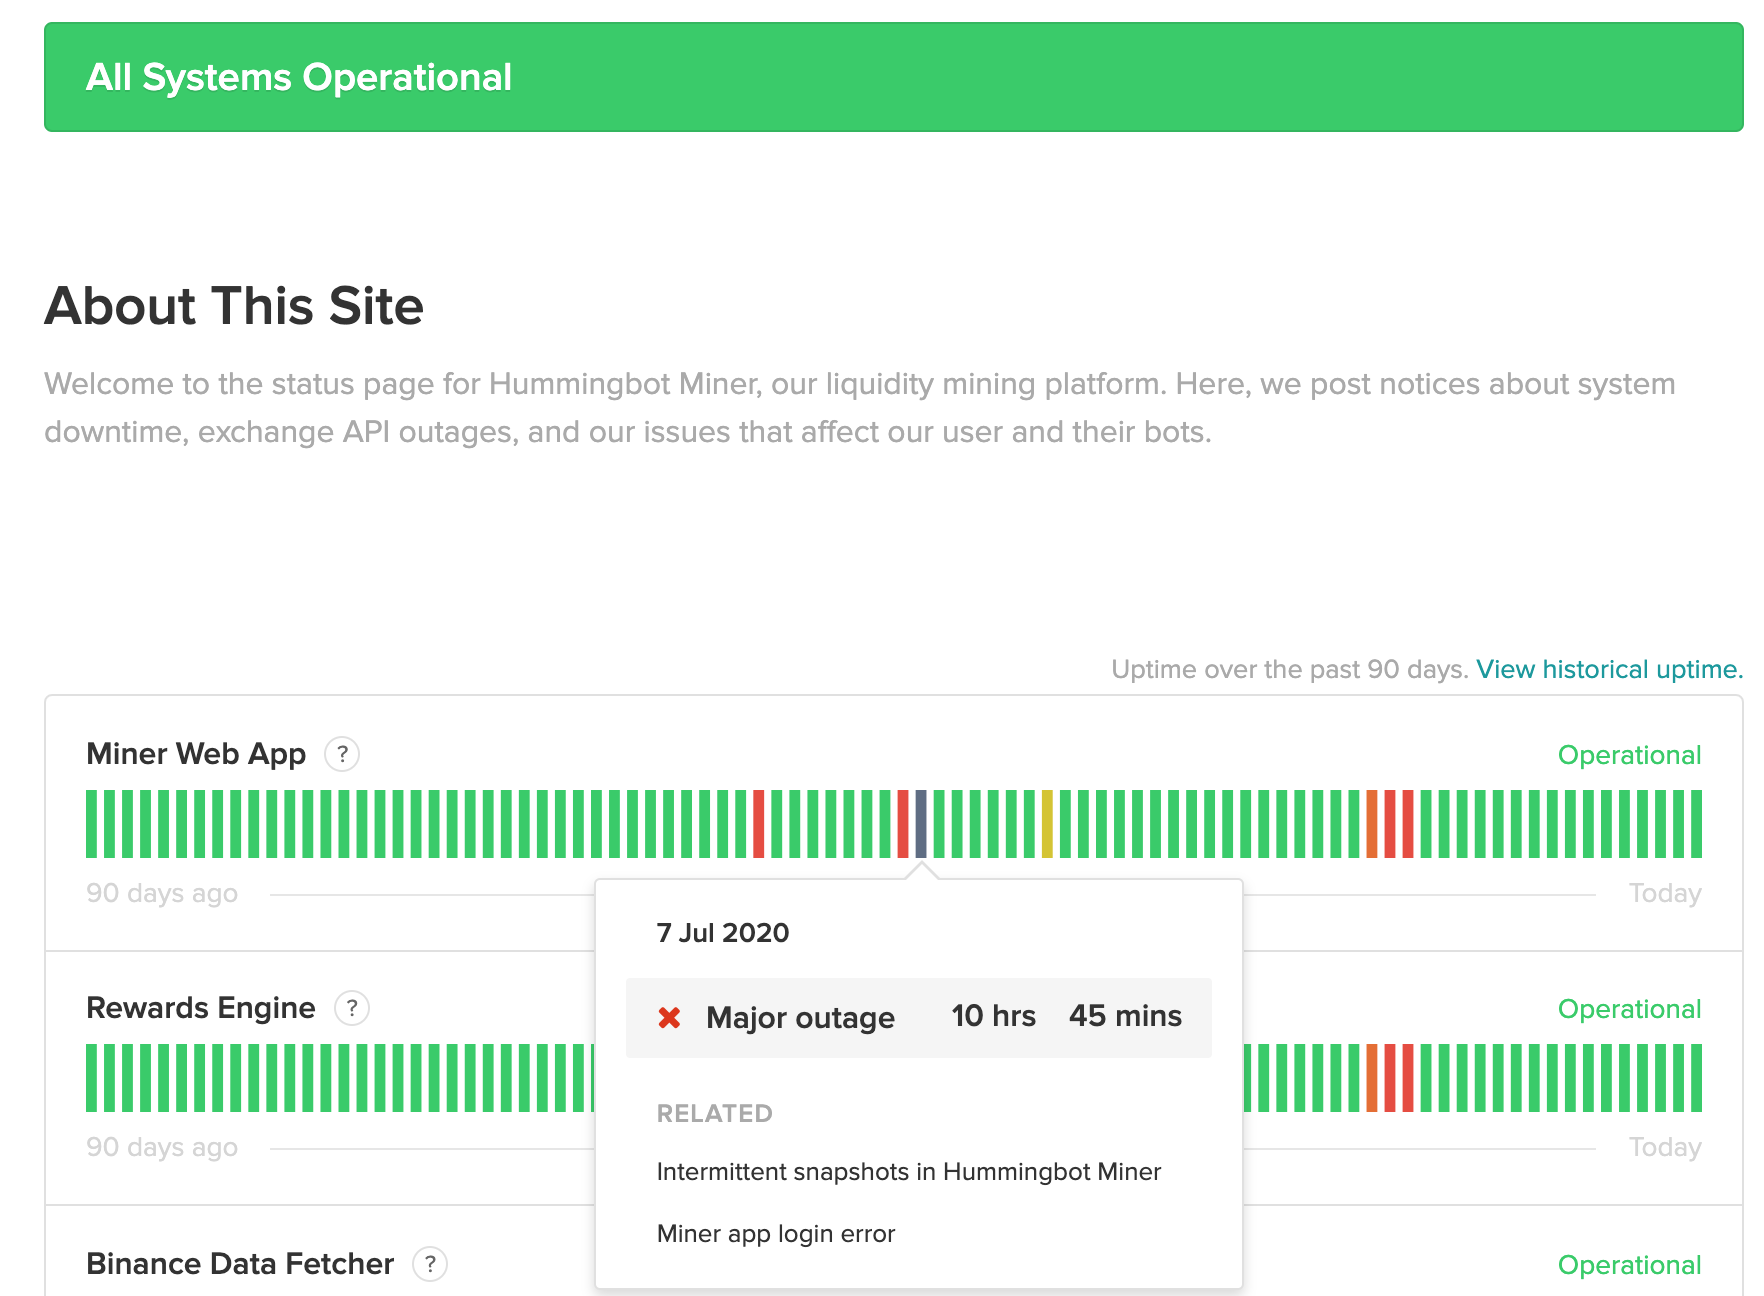 All Systems Operational
About This Site
Welcome to the status page for Hummingbot Miner, our liquidity mining platform. Here, we post notices about system
downtime, exchange API outages, and our issues that affect our user and their bots.
Uptime over the past 90 days. View historical uptime.
Miner Web App ? Operational
90 days ago Today
7 Jul 2020
Major outage 10 hrs 45 mins
RELATED
Intermittent snapshots in Hummingbot Miner
Miner app login error
Rewards Engine ? Operational
90 days ago Today
Binance Data Fetcher ? Operational